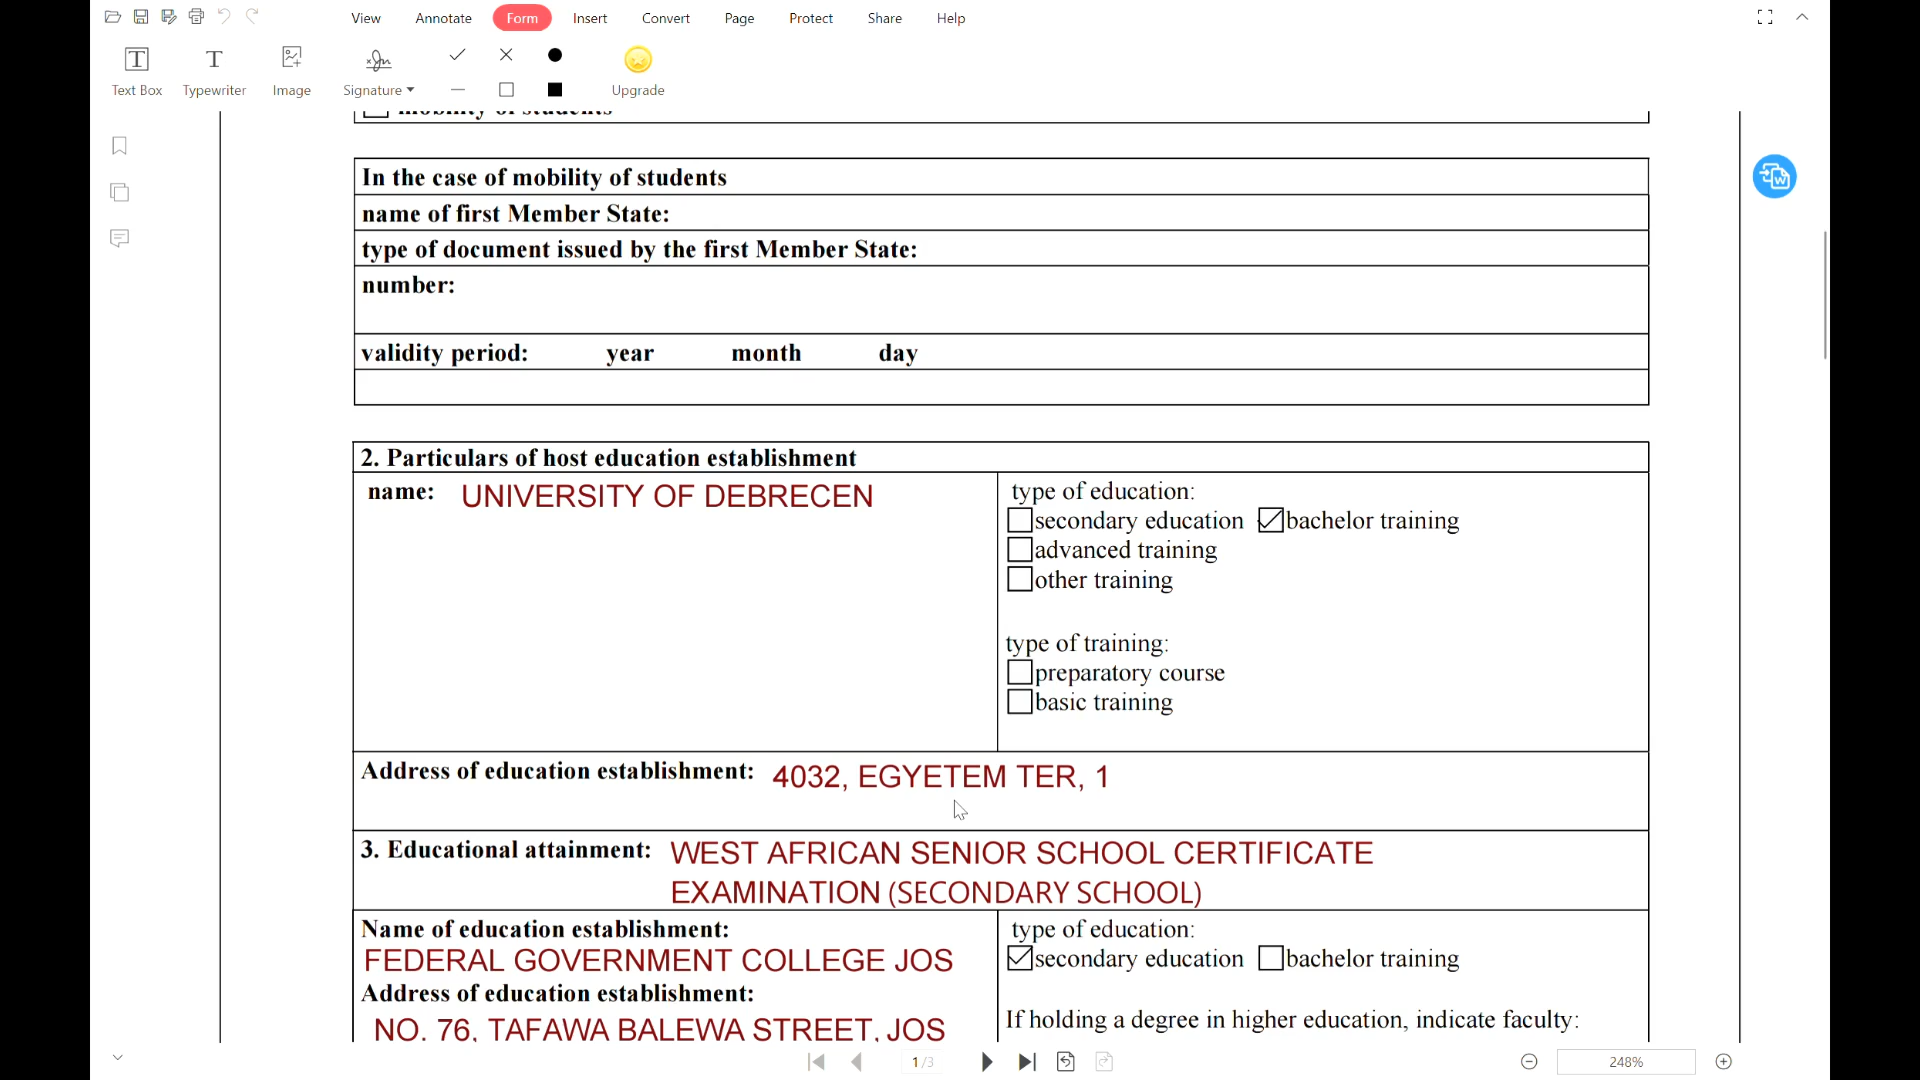 View Annotate Form Insert Convert Page Protect Share Help
Text Box Typewriter Image Signature Upgrade
mobility of students
In the case of mobility of students
name of first Member State:
type of document issued by the first Member State:
number:
validity period: year month day
2. Particulars of host education establishment
name: UNIVERSITY OF DEBRECEN
type of education:
secondary education bachelor training
advanced training
other training
type of training:
preparatory course
basic training
Address of education establishment: 4032, EGYETEM TER, 1
3. Educational attainment: WEST AFRICAN SENIOR SCHOOL CERTIFICATE
EXAMINATION (SECONDARY SCHOOL)
Name of education establishment:
FEDERAL GOVERNMENT COLLEGE JOS
Address of education establishment:
NO. 76, TAFAWA BALEWA STREET, JOS
type of education:
secondary education bachelor training
If holding a degree in higher education, indicate faculty:
1/3
248%